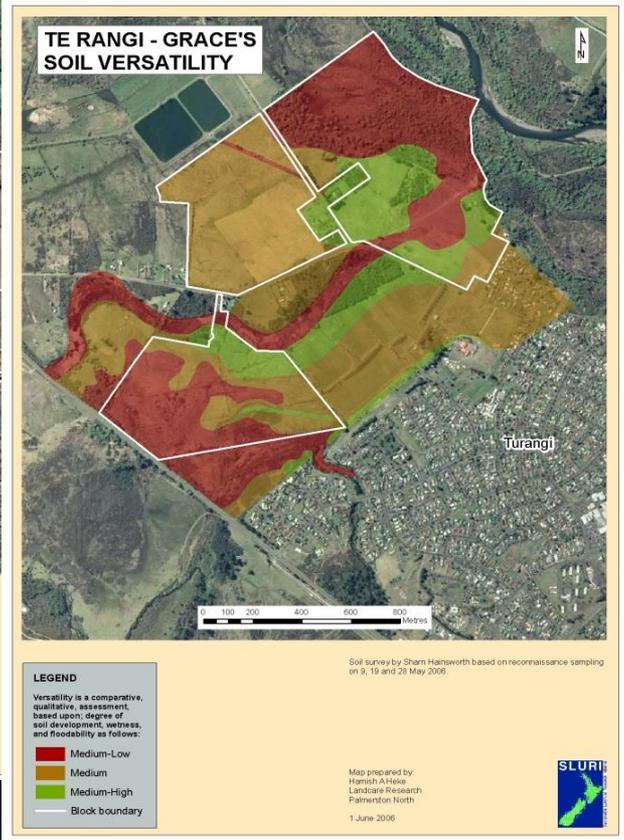 TE RANGI - GRACE'S
SOIL VERSATILITY
N
Turangi
0 100 200 400 600 800
Metres
Soil survey by Sharn Hainsworth based on reconnaissance sampling
on 9, 19 and 28 May 2006.
LEGEND
Versatility is a comparative,
qualitative, assessment,
based upon; degree of
soil development, wetness,
and floodability as follows:
Medium-Low
Medium
Medium-High
Block boundary
Map prepared by:
Hamish A Heke
Landcare Research
Palmerston North
1 June 2006
SLURI